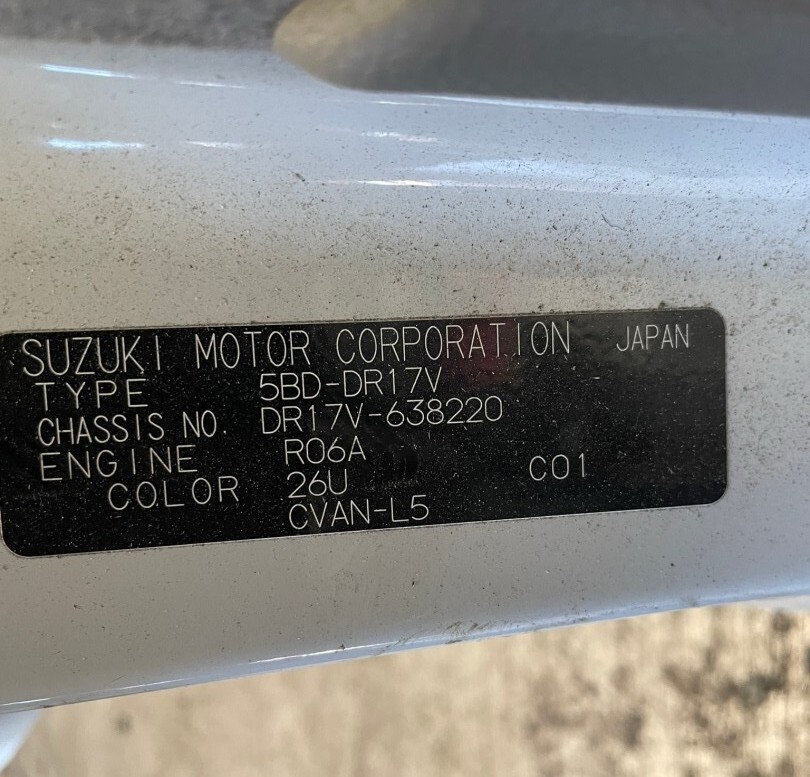 SUZUKI MOTOR CORPORATION JAPAN
TYPE 5BD-DR17V
CHASSIS NO. DR17V-638220
ENGINE R06A
COLOR 26U C01
CVAN-L5